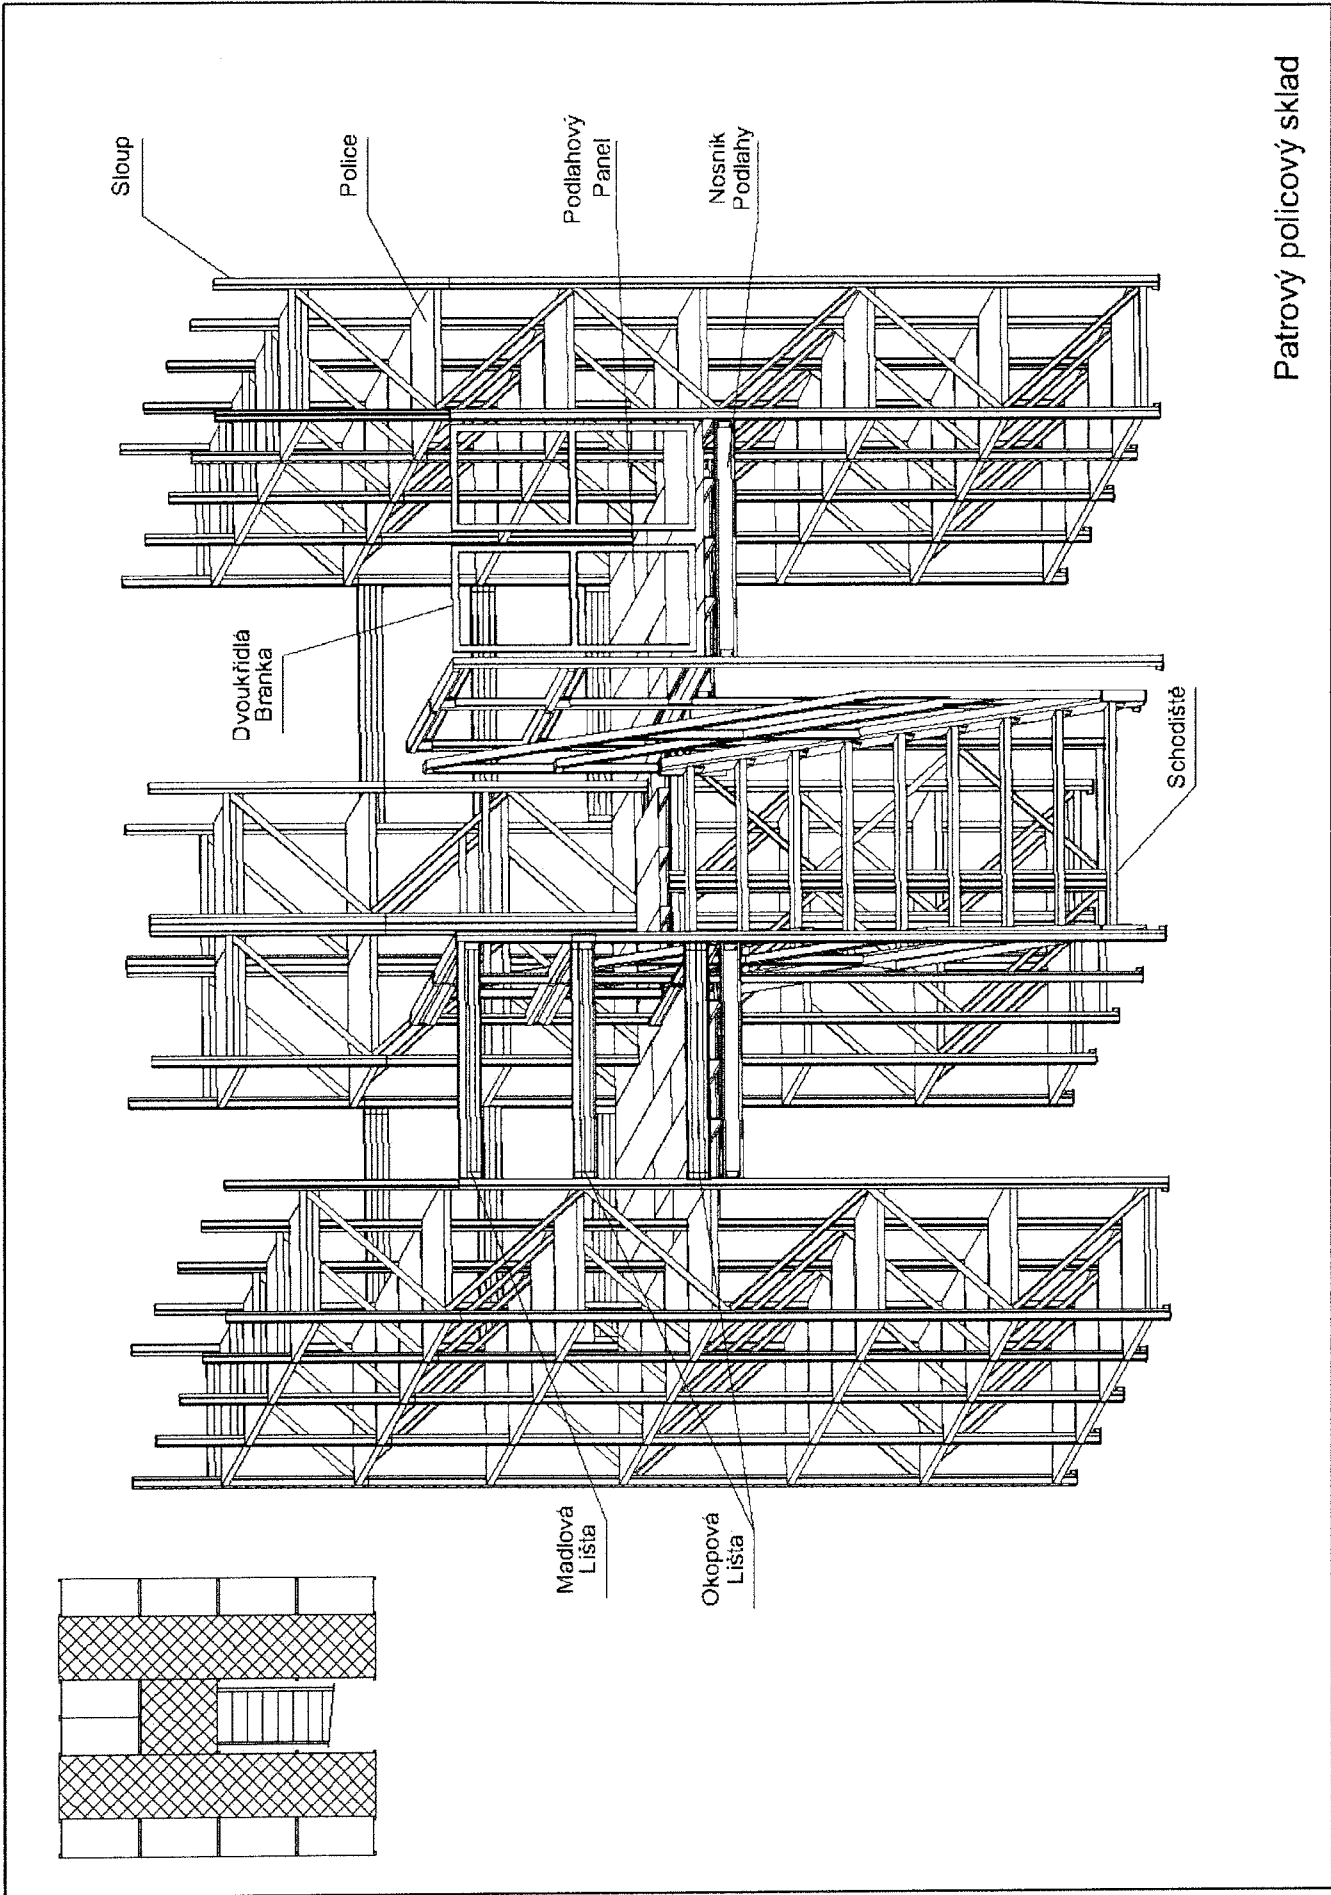 Madlová
Lišta
Okopová
Lišta
Dvoukřídlá
Branka
Schodiště
Sloup
Police
Podlahový
Panel
Nosník
Podlahy
Patrový policový sklad